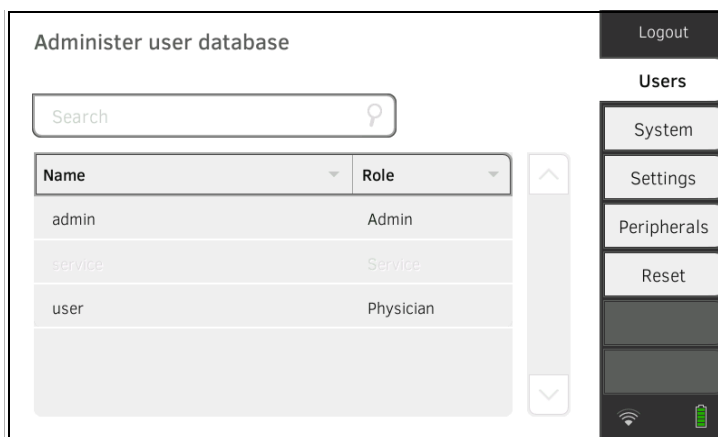 Administer user database
Search
Name Role
admin Admin
service Service
user Physician
Logout
Users
System
Settings
Peripherals
Reset